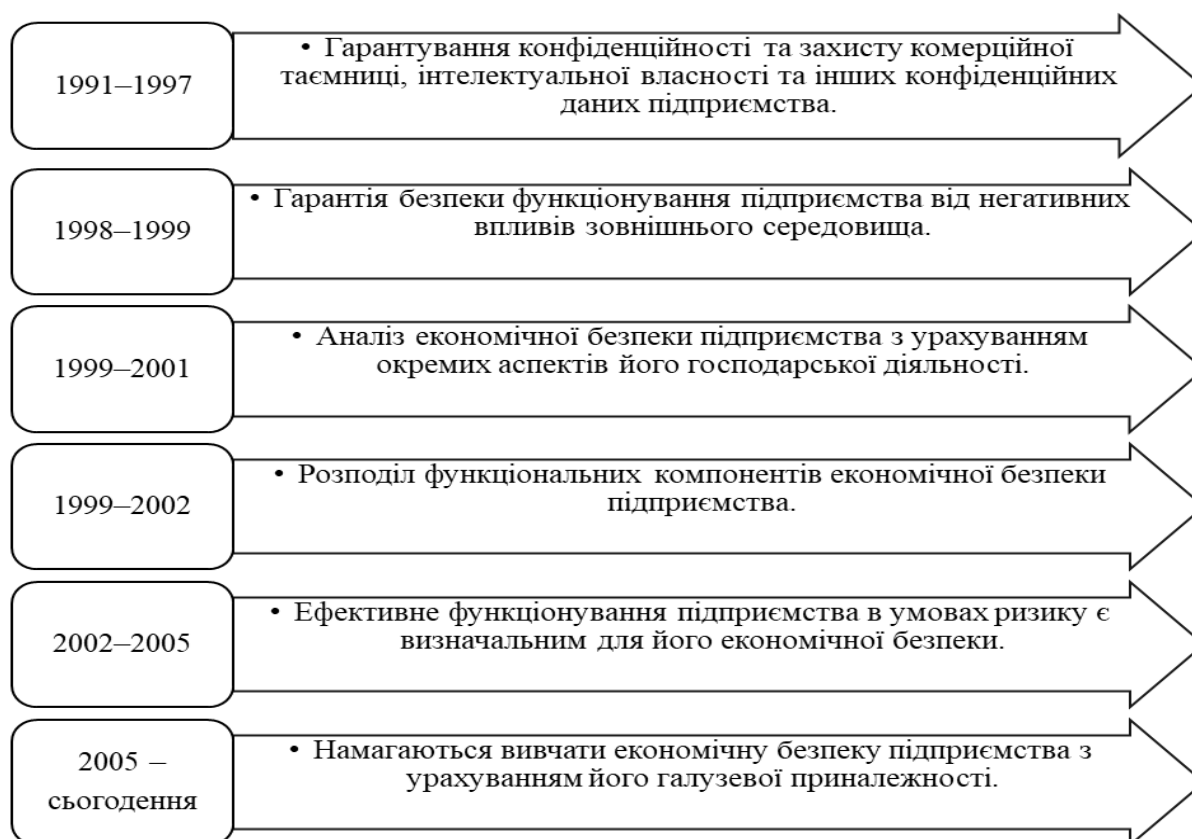 1991–1997
• Гарантування конфіденційності та захисту комерційної
таємниці, інтелектуальної власності та інших конфіденційних
даних підприємства.
1998–1999
• Гарантія безпеки функціонування підприємства від негативних
впливів зовнішнього середовища.
1999–2001
• Аналіз економічної безпеки підприємства з урахуванням
окремих аспектів його господарської діяльності.
1999–2002
• Розподіл функціональних компонентів економічної безпеки
підприємства.
2002–2005
• Ефективне функціонування підприємства в умовах ризику є
визначальним для його економічної безпеки.
2005 –
сьогодення
• Намагаються вивчати економічну безпеку підприємства з
урахуванням його галузевої приналежності.